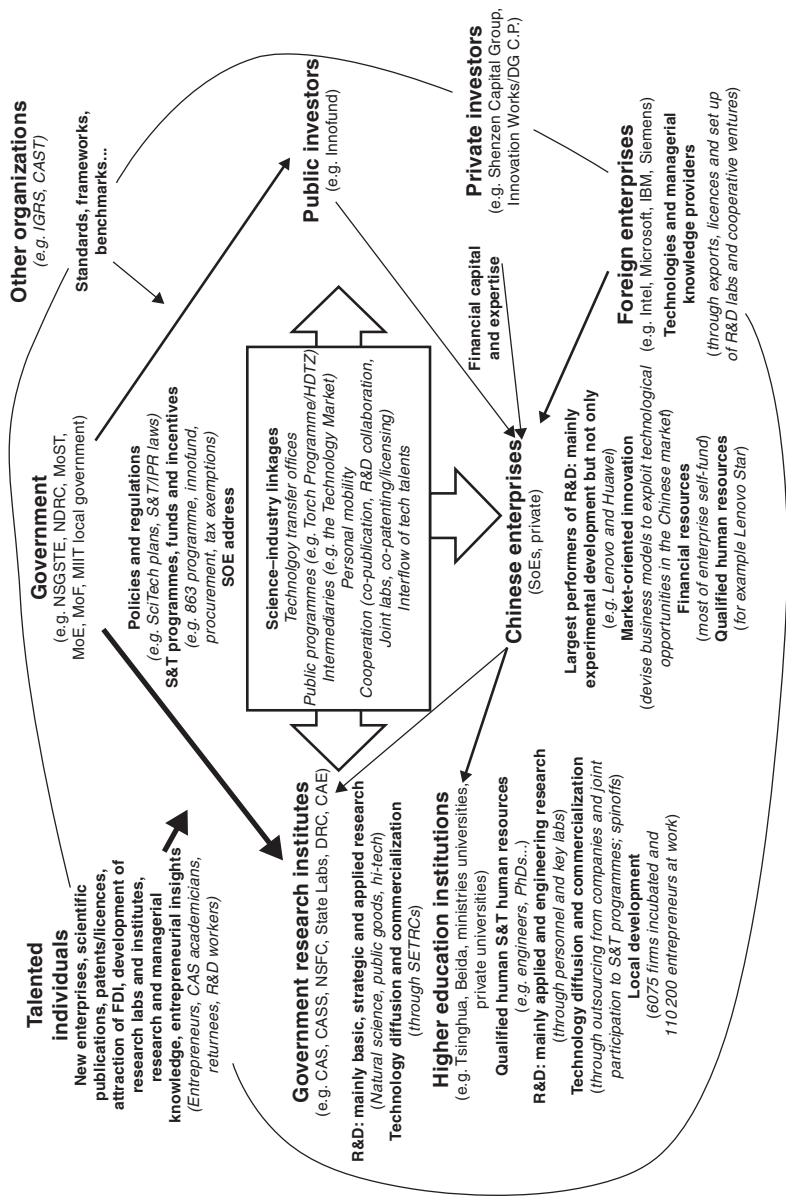 Talented
individuals
New enterprises, scientific
publications, patents/licences,
attraction of FDI, development of
research labs and institutes,
research and managerial
knowledge, entrepreneurial insights
(Entrepreneurs, CAS academicians,
returnees, R&D workers)
Government
(e.g. NSGSTE, NDRC, MoST,
MoE, MoF, MIIT local government)
Policies and regulations
(e.g. SciTech plans, S&T/IPR laws)
S&T programmes, funds and incentives
(e.g. 863 programme, innofund,
procurement, tax exemptions)
SOE address
Other organizations
(e.g. IGRS, CAST)
Standards, frameworks,
benchmarks...
Government research institutes
(e.g. CAS, CASS, NSFC, State Labs, DRC, CAE)
R&D: mainly basic, strategic and applied research
(Natural science, public goods, hi-tech)
Technology diffusion and commercialization
(through SETRCs)
Science–industry linkages
Technolgoy transfer offices
Public programmes (e.g. Torch Programme/HDTZ)
Intermediaries (e.g. the Technology Market)
Personal mobility
Cooperation (co-publication, R&D collaboration,
Joint labs, co-patenting/licensing)
Interflow of tech talents
Public investors
(e.g. Innofund)
Higher education institutions
(e.g. Tsinghua, Beida, ministries universities,
private universities)
Qualified human S&T human resources
(e.g. engineers, PhDs...)
R&D: mainly applied and engineering research
(through personnel and key labs)
Technology diffusion and commercialization
(through outsourcing from companies and joint
participation to S&T programmes; spinoffs)
Local development
(6075 firms incubated and
110 200 entrepreneurs at work)
Chinese enterprises
(SoEs, private)
Largest performers of R&D: mainly
experimental development but not only
(e.g. Lenovo and Huawei)
Market-oriented innovation
(devise business models to exploit technological
opportunities in the Chinese market)
Financial resources
(most of enterprise self-fund)
Qualified human resources
(for example Lenovo Star)
Financial capital
and expertise
Private investors
(e.g. Shenzen Capital Group,
Innovation Works/DG C.P.)
Foreign enterprises
(e.g. Intel, Microsoft, IBM, Siemens)
Technologies and managerial
knowledge providers
(through exports, licences and set up
of R&D labs and cooperative ventures)